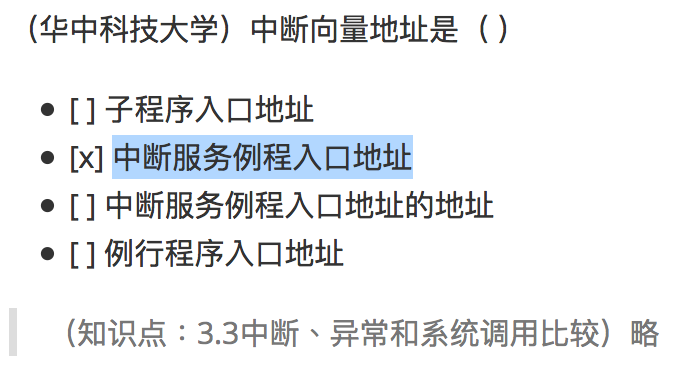 （华中科技大学）中断向量地址是（ ）
• [ ] 子程序入口地址
• [x] 中断服务例程入口地址
• [ ] 中断服务例程入口地址的地址
• [ ] 例行程序入口地址
（知识点：3.3中断、异常和系统调用比较）略